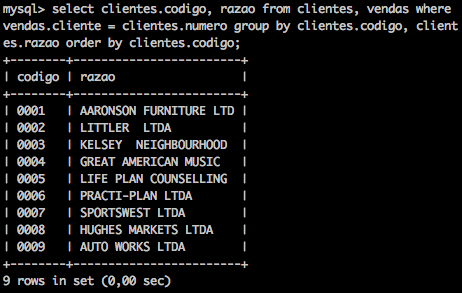 mysql> select clientes.codigo, razao from clientes, vendas where
vendas.cliente = clientes.numero group by clientes.codigo, client
es.razao order by clientes.codigo;
+--------+------------------------+
| codigo | razao                  |
+--------+------------------------+
| 0001   | AARONSON FURNITURE LTD |
| 0002   | LITTLER  LTDA          |
| 0003   | KELSEY  NEIGHBOURHOOD  |
| 0004   | GREAT AMERICAN MUSIC   |
| 0005   | LIFE PLAN COUNSELLING  |
| 0006   | PRACTI-PLAN LTDA       |
| 0007   | SPORTSWEST LTDA        |
| 0008   | HUGHES MARKETS LTDA    |
| 0009   | AUTO WORKS LTDA        |
+--------+------------------------+
9 rows in set (0,00 sec)